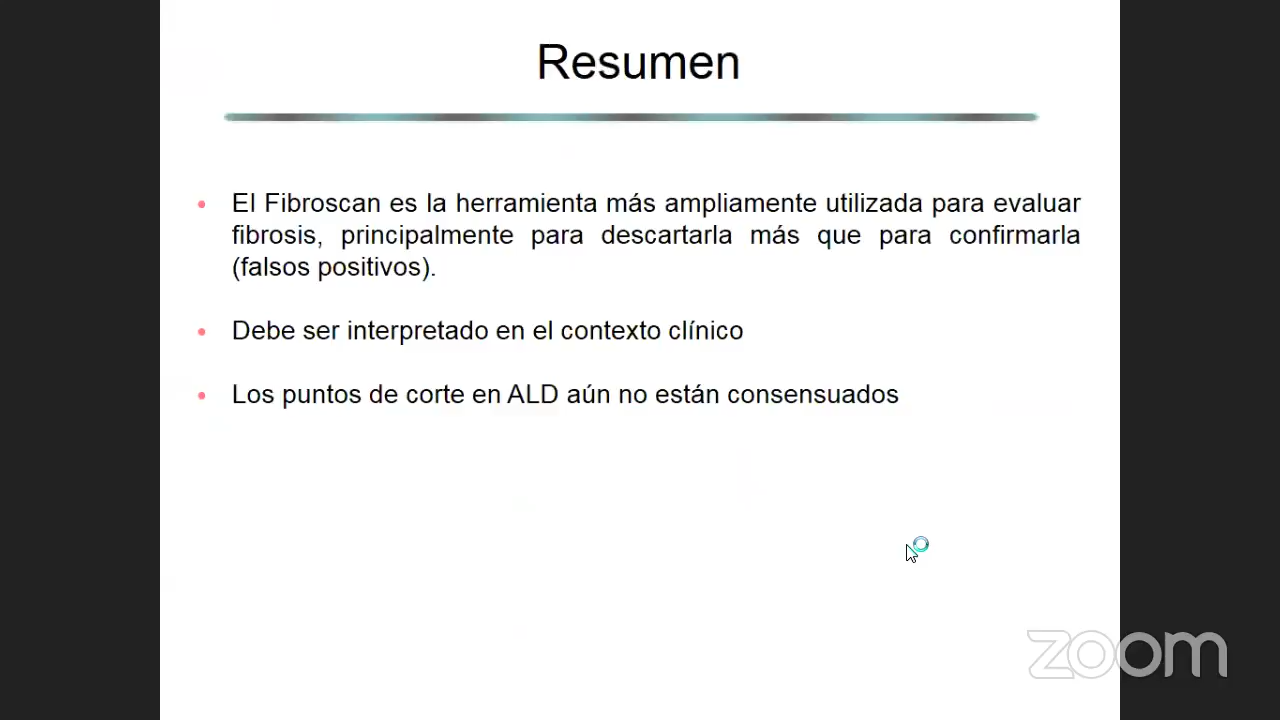 Resumen
El Fibroscan es la herramienta más ampliamente utilizada para evaluar
fibrosis, principalmente para descartarla más que para confirmarla
(falsos positivos).
Debe ser interpretado en el contexto clínico
Los puntos de corte en ALD aún no están consensuados
zoom